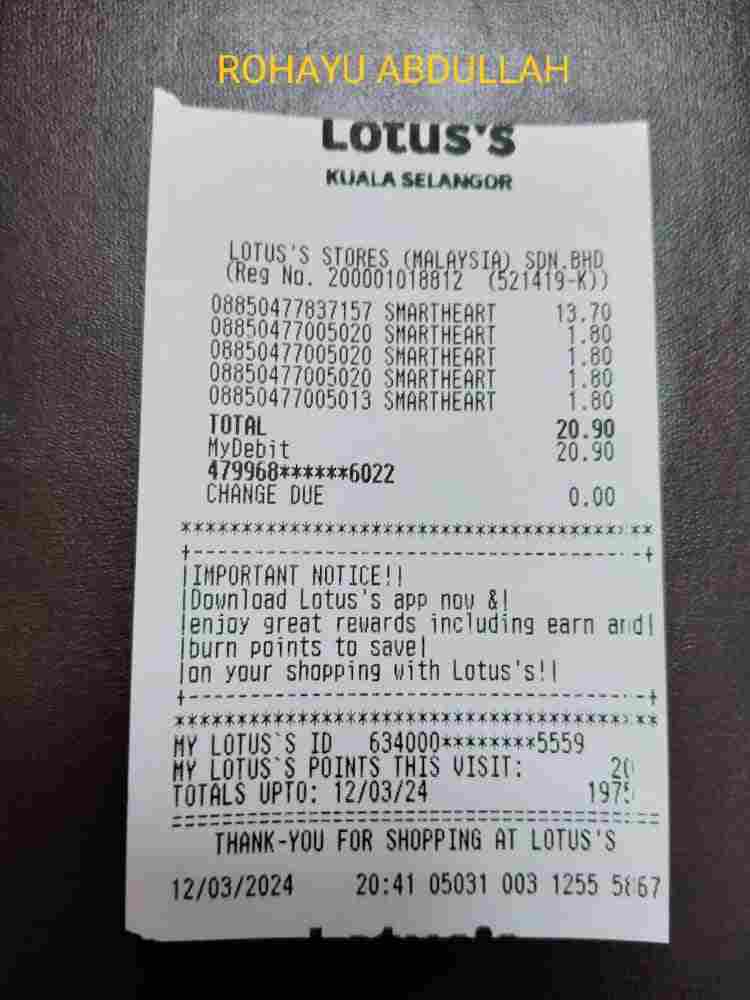 ROHAYU ABDULLAH
Lotus's
KUALA SELANGOR
LOTUS'S STORES (MALAYSIA) SDN.BHD
(Reg No. 200001018812 (521419-K))
08850477837157 SMARTHEART 13.70
08850477005020 SMARTHEART 1.80
08850477005020 SMARTHEART 1.80
08850477005020 SMARTHEART 1.80
08850477005013 SMARTHEART 1.80
TOTAL 20.90
MyDebit 20.90
479968******6022
CHANGE DUE 0.00
|IMPORTANT NOTICE!|
|Download Lotus's app now &|
|enjoy great rewards including earn and|
|burn points to save|
|on your shopping with Lotus's!|
MY LOTUS`S ID 634000********5559
MY LOTUS`S POINTS THIS VISIT: 20
TOTALS UPTO: 12/03/24
THANK-YOU FOR SHOPPING AT LOTUS'S
12/03/2024 20:41 05031 003 1255